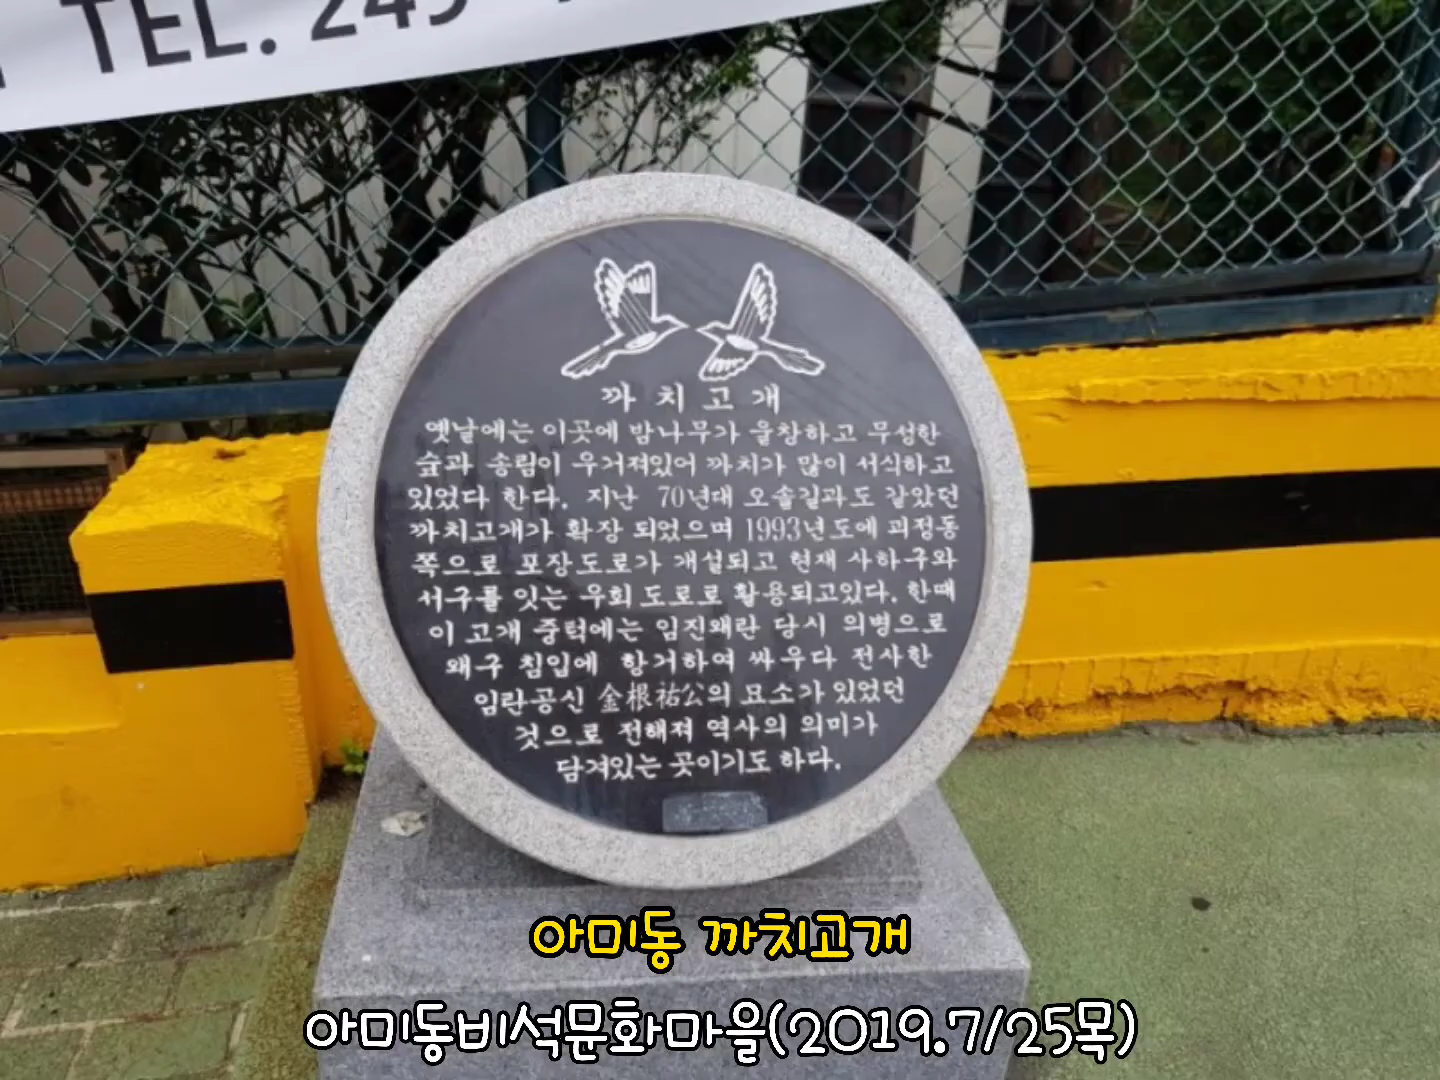 TEL. 245
까치고개
옛날에는 이곳에 밤나무가 울창하고 무성한
숲과 송림이 우거져있어 까치가 많이 서식하고
있었다 한다. 지난 70년대 오솔길과도 같았던
까치고개가 확장 되었으며 1993년도에 괴정동
쪽으로 포장도로가 개설되고 현재 사하구와
서구를 잇는 우회도로로 활용되고있다. 한때
이 고개 중턱에는 임진왜란 당시 의병으로
왜구 침입에 항거하여 싸우다 전사한
임란공신 金根祐公의 묘소가 있었던
것으로 전해져 역사의 의미가
담겨있는 곳이기도 하다.
아미동 까치고개
아미동비석문화마을(2019.7/25목)